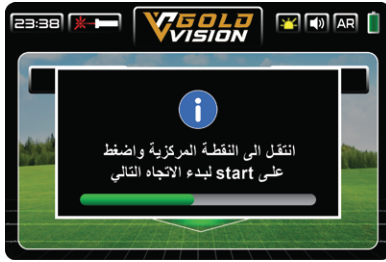 23:38
GOLD
VISION
AR
انتقل الى النقطة المركزية واضغط
على start لبدء الاتجاه التالي